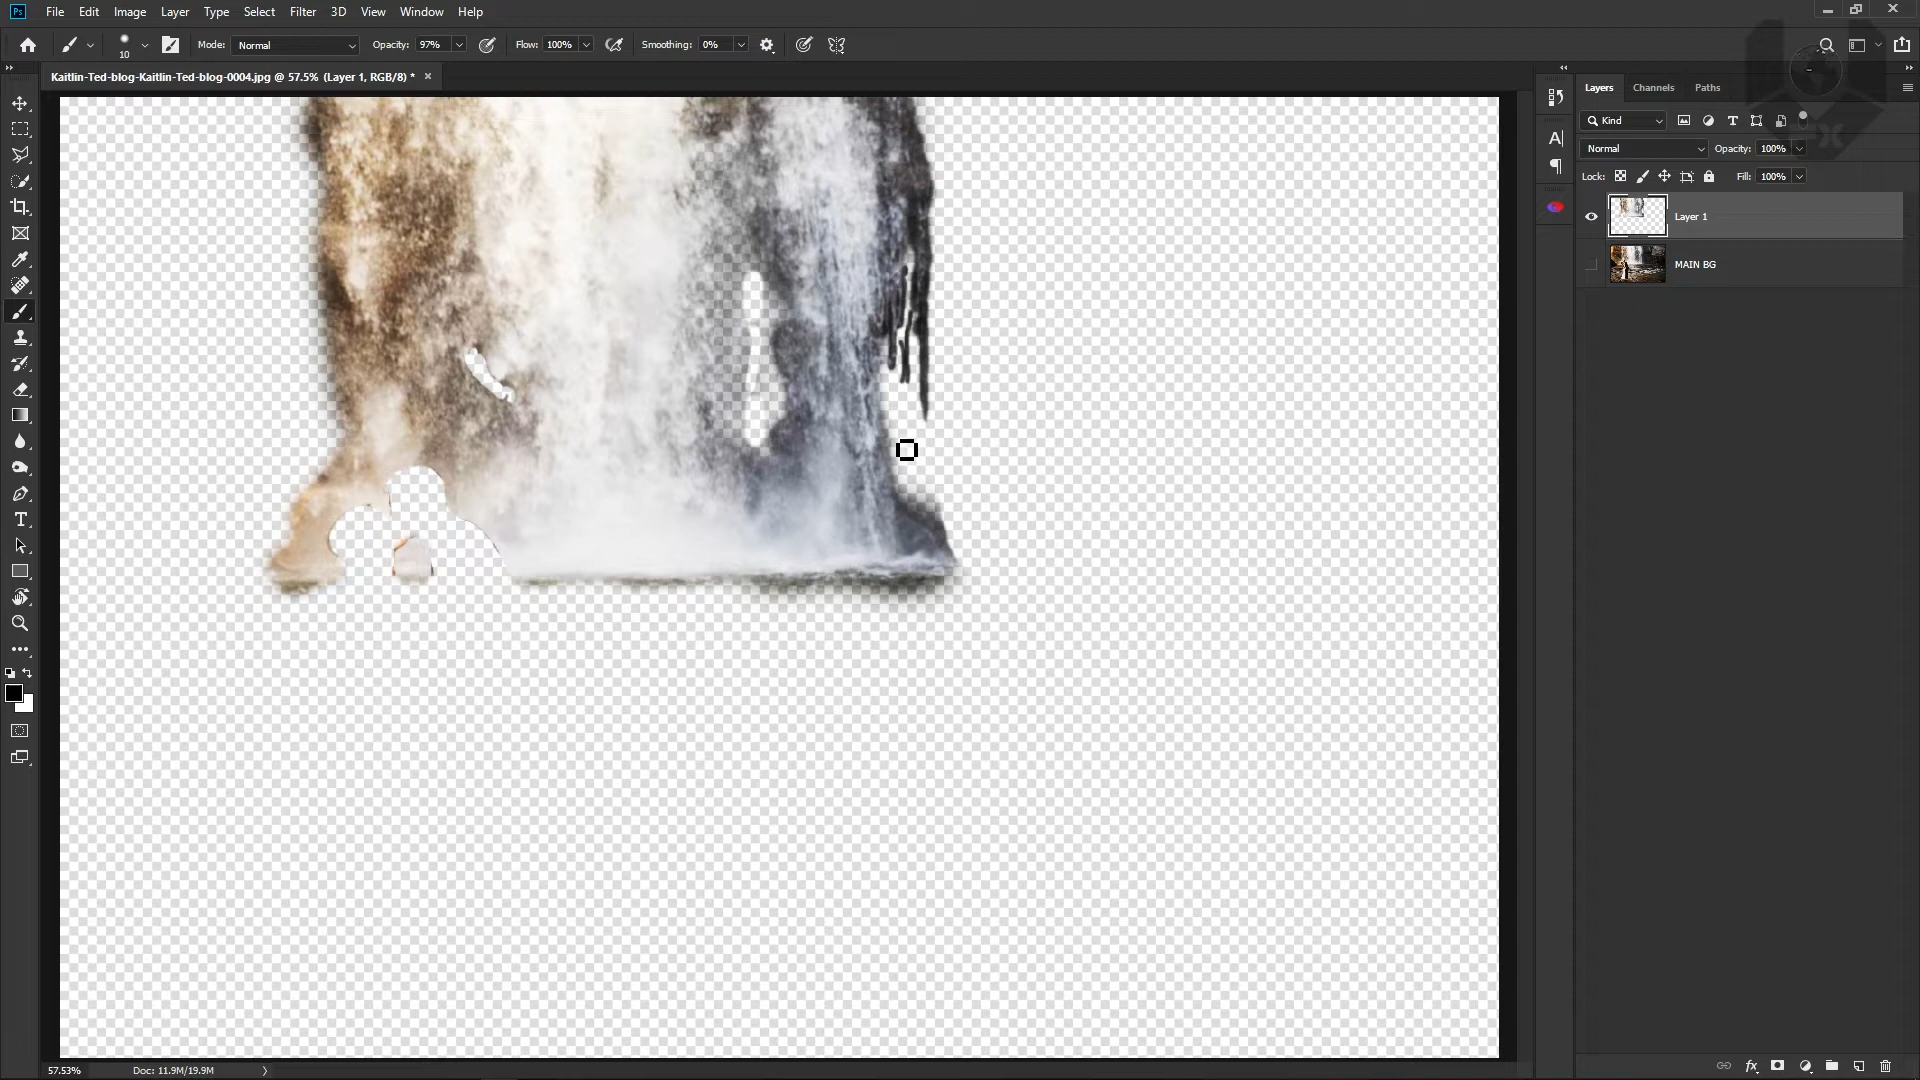 Ps File Edit Image Layer Type Select Filter 3D View Window Help
10 Mode: Normal Opacity: 97% Flow: 100% Smoothing: 0%
Kaitlin-Ted-blog-Kaitlin-Ted-blog-0004.jpg @ 57.5% (Layer 1, RGB/8) *
Layers Channels Paths
Kind
Normal Opacity: 100%
Lock: Fill: 100%
Layer 1
MAIN BG
57.53% Doc: 11.9M/19.9M
fx